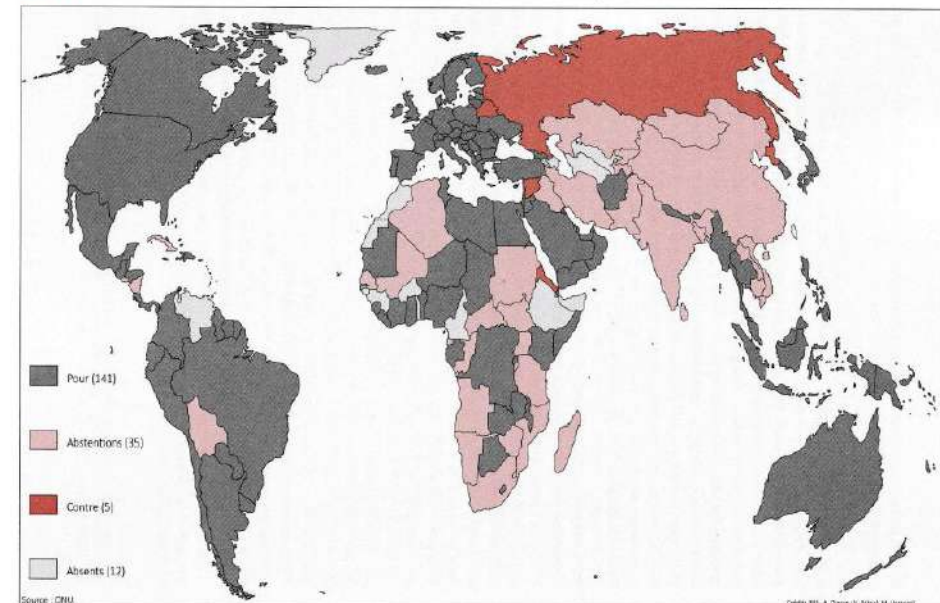 Pour (141)
Abstentions (35)
Contre (5)
Absents (12)
Source : ONU.